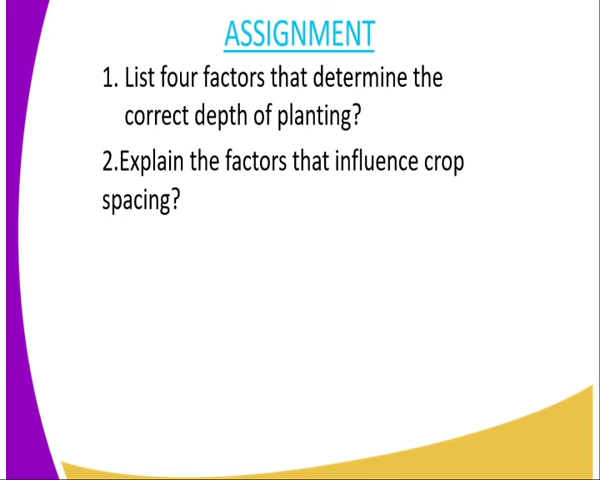 ASSIGNMENT
1. List four factors that determine the
correct depth of planting?
2.Explain the factors that influence crop
spacing?